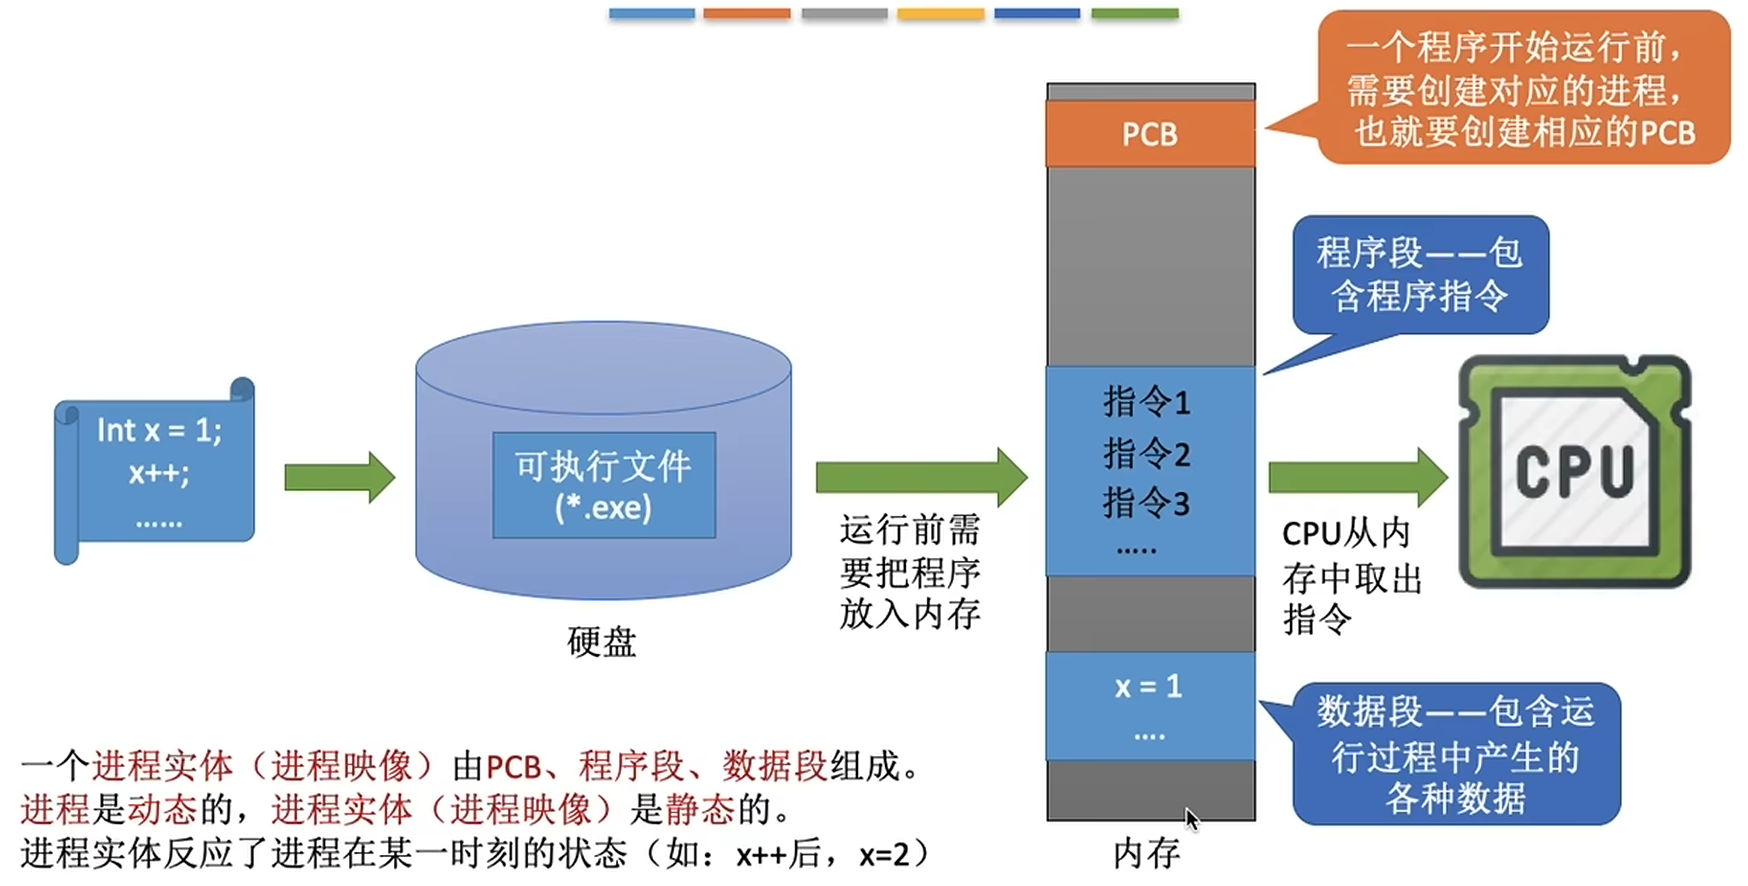 一个程序开始运行前，
需要创建对应的进程，
也就要创建相应的PCB
PCB
程序段——包
含程序指令
Int x = 1;
x++;
……
可执行文件
(*.exe)
硬盘
运行前需
要把程序
放入内存
指令1
指令2
指令3
…..
CPU从内
存中取出
指令
CPU
x = 1
….
数据段——包含运
行过程中产生的
各种数据
内存
一个进程实体（进程映像）由PCB、程序段、数据段组成。
进程是动态的，进程实体（进程映像）是静态的。
进程实体反应了进程在某一时刻的状态（如：x++后，x=2）